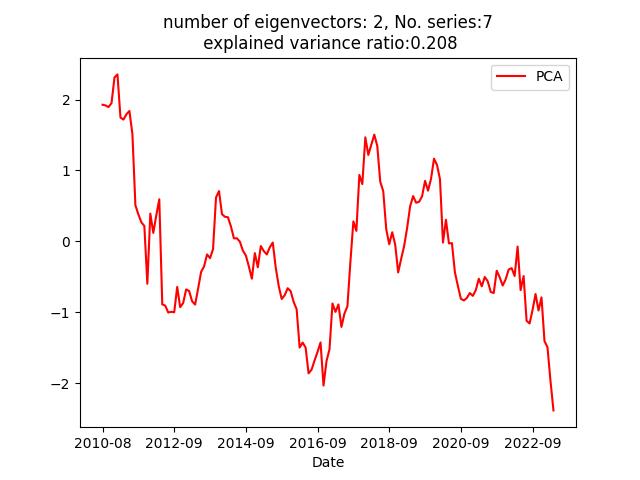 number of eigenvectors: 2, No. series:7
explained variance ratio:0.208
PCA
2
1
0
−1
−2
2010-08 2012-09 2014-09 2016-09 2018-09 2020-09 2022-09
Date